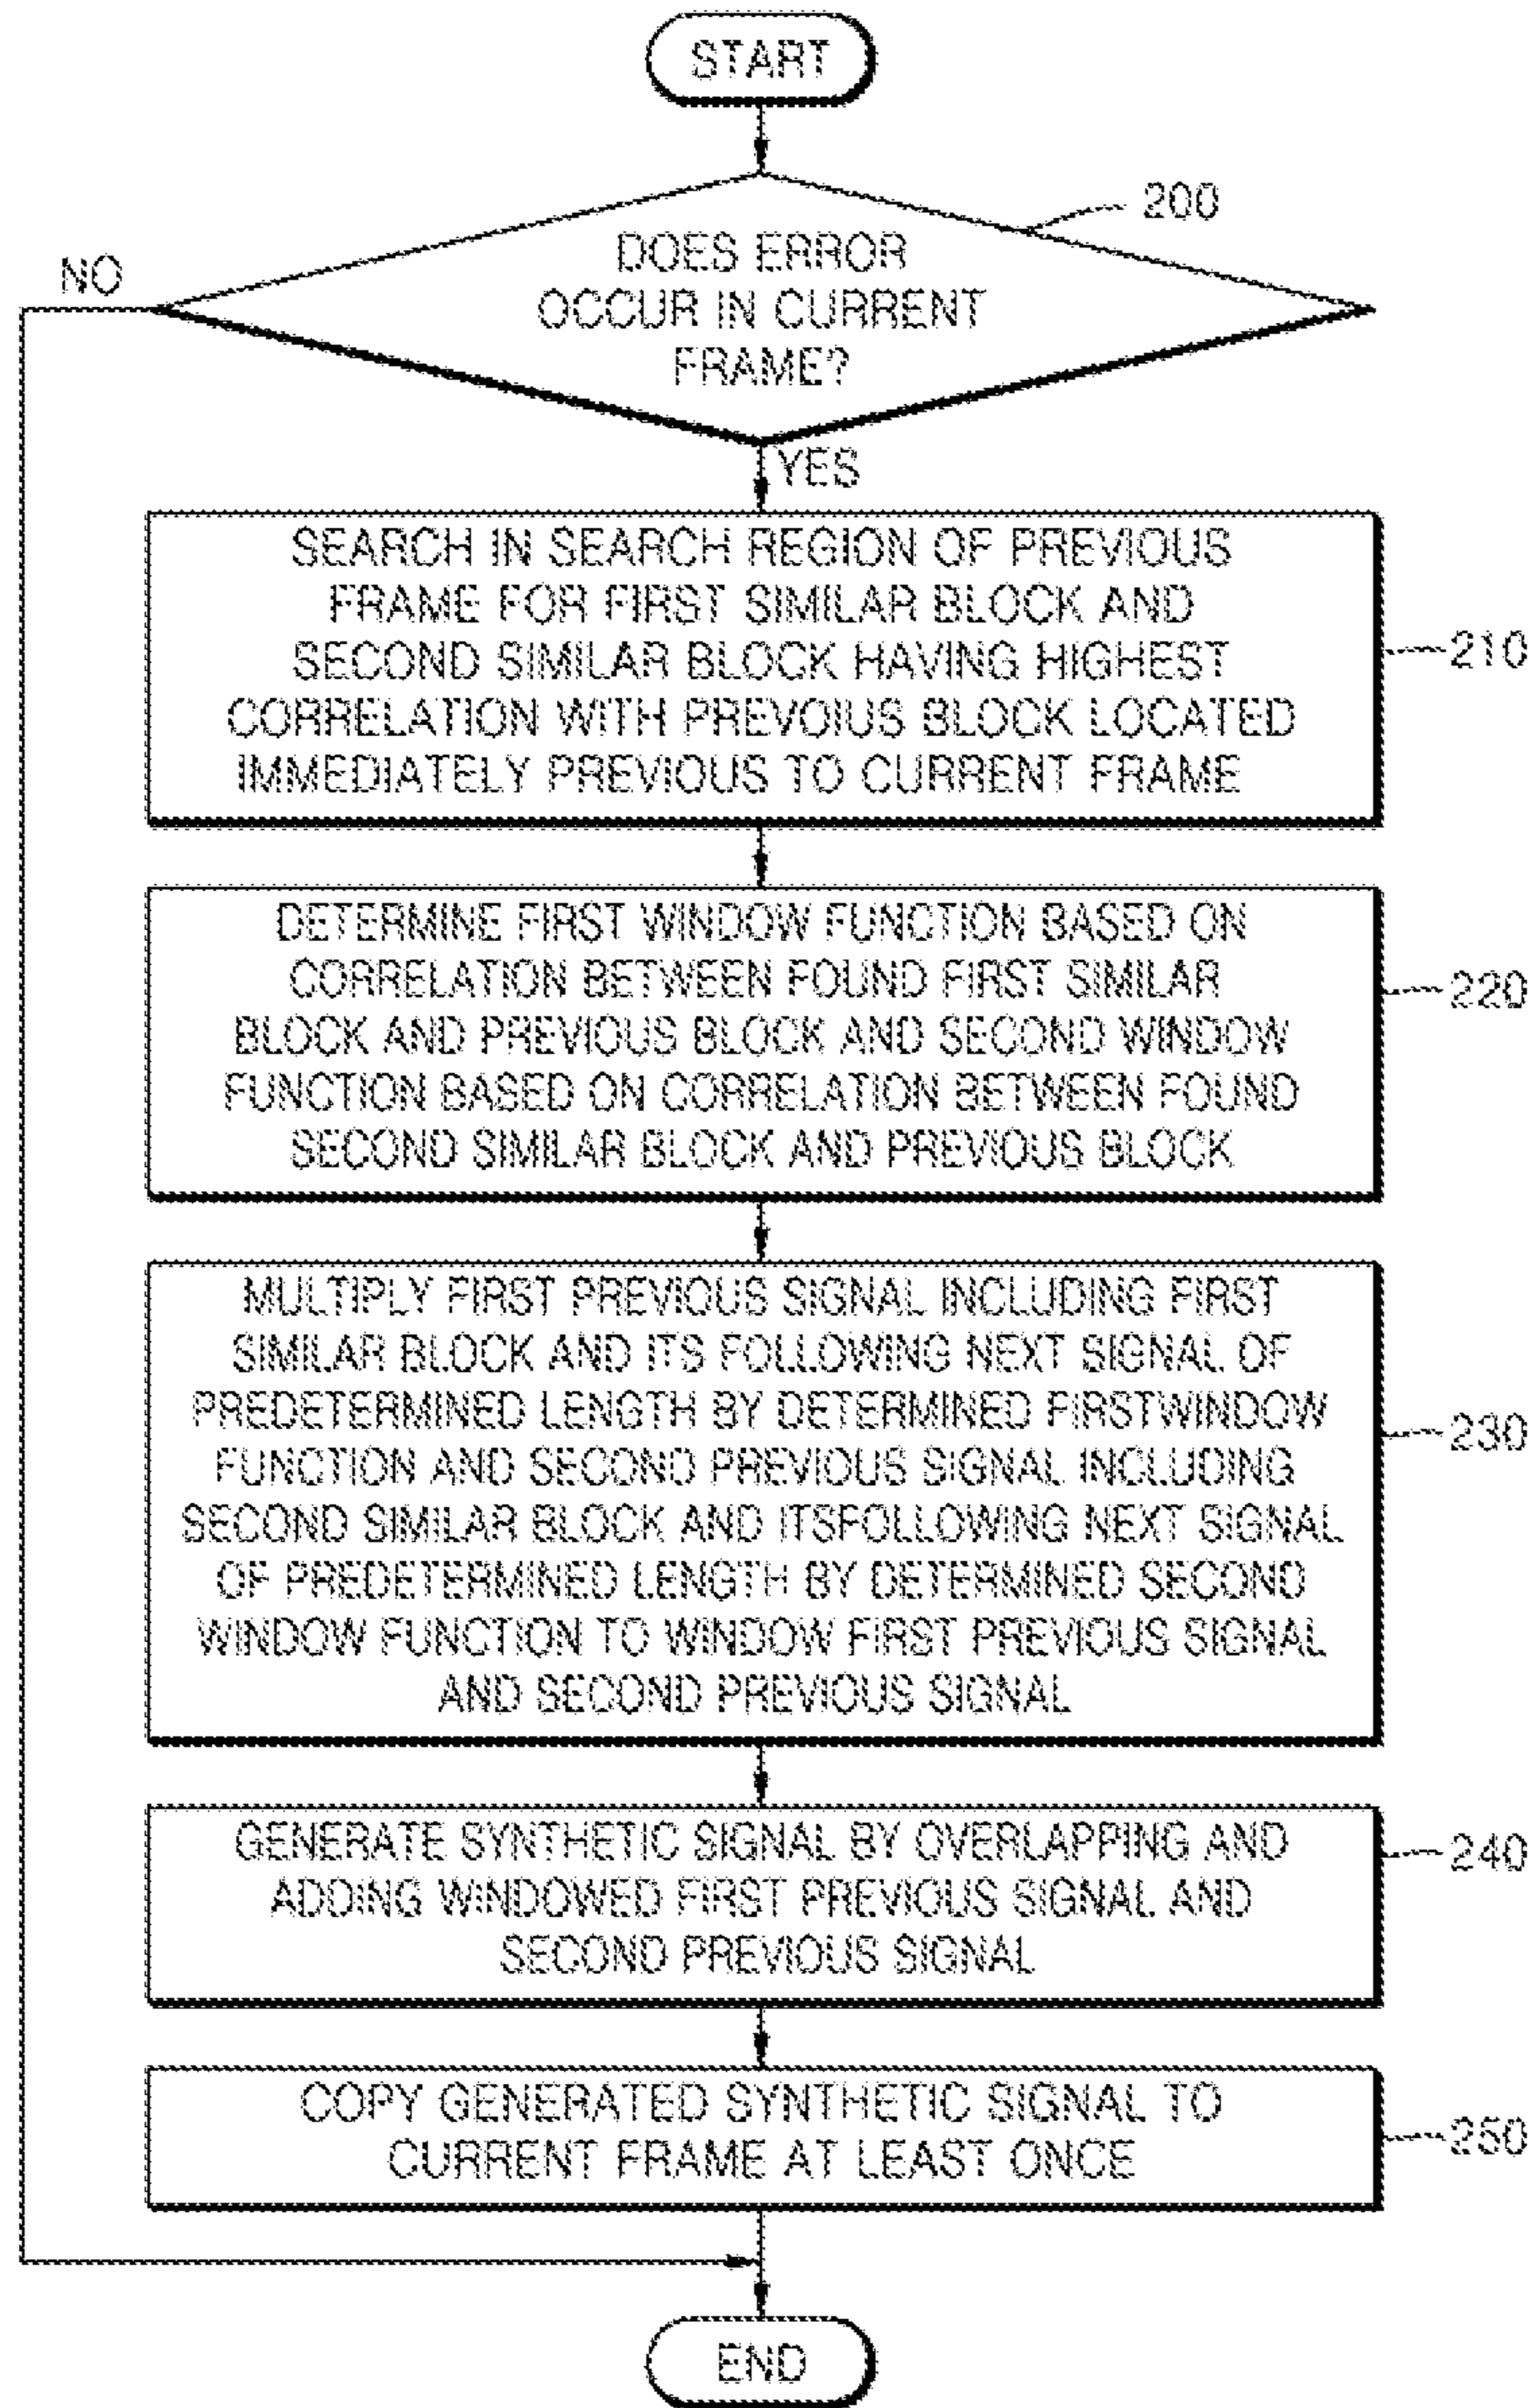 START
200
DOES ERROR
OCCUR IN CURRENT
FRAME?
NO
YES
SEARCH IN SEARCH REGION OF PREVIOUS
FRAME FOR FIRST SIMILAR BLOCK AND
SECOND SIMILAR BLOCK HAVING HIGHEST
CORRELATION WITH PREVOIUS BLOCK LOCATED
IMMEDIATELY PREVIOUS TO CURRENT FRAME
210
DETERMINE FIRST WINDOW FUNCTION BASED ON
CORRELATION BETWEEN FOUND FIRST SIMILAR
BLOCK AND PREVIOUS BLOCK AND SECOND WINDOW
FUNCTION BASED ON CORRELATION BETWEEN FOUND
SECOND SIMILAR BLOCK AND PREVIOUS BLOCK
220
MULTIPLY FIRST PREVIOUS SIGNAL INCLUDING FIRST
SIMILAR BLOCK AND ITS FOLLOWING NEXT SIGNAL OF
PREDETERMINED LENGTH BY DETERMINED FIRSTWINDOW
FUNCTION AND SECOND PREVIOUS SIGNAL INCLUDING
SECOND SIMILAR BLOCK AND ITSFOLLOWING NEXT SIGNAL
OF PREDETERMINED LENGTH BY DETERMINED SECOND
WINDOW FUNCTION TO WINDOW FIRST PREVIOUS SIGNAL
AND SECOND PREVIOUS SIGNAL
230
GENERATE SYNTHETIC SIGNAL BY OVERLAPPING AND
ADDING WINDOWED FIRST PREVIOUS SIGNAL AND
SECOND PREVIOUS SIGNAL
240
COPY GENERATED SYNTHETIC SIGNAL TO
CURRENT FRAME AT LEAST ONCE
250
END